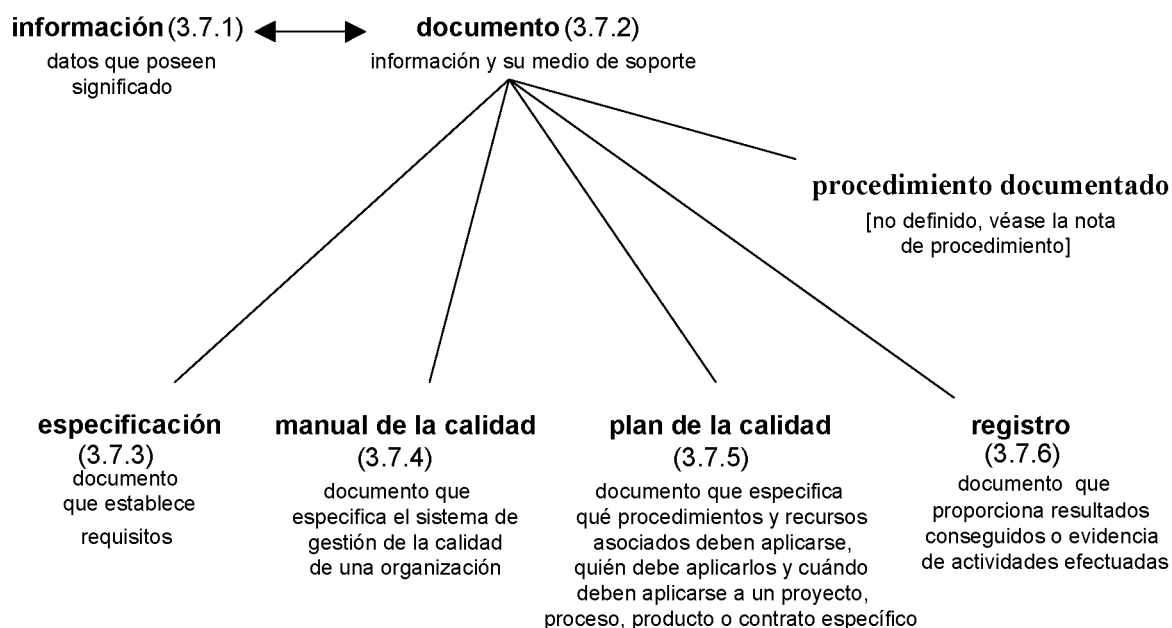 información (3.7.1)
datos que poseen
significado
documento (3.7.2)
información y su medio de soporte
procedimiento documentado
[no definido, véase la nota
de procedimiento]
especificación
(3.7.3)
documento
que establece
requisitos
manual de la calidad
(3.7.4)
documento que
especifica el sistema de
gestión de la calidad
de una organización
plan de la calidad
(3.7.5)
documento que especifica
qué procedimientos y recursos
asociados deben aplicarse,
quién debe aplicarlos y cuándo
deben aplicarse a un proyecto,
proceso, producto o contrato específico
registro
(3.7.6)
documento que
proporciona resultados
conseguidos o evidencia
de actividades efectuadas